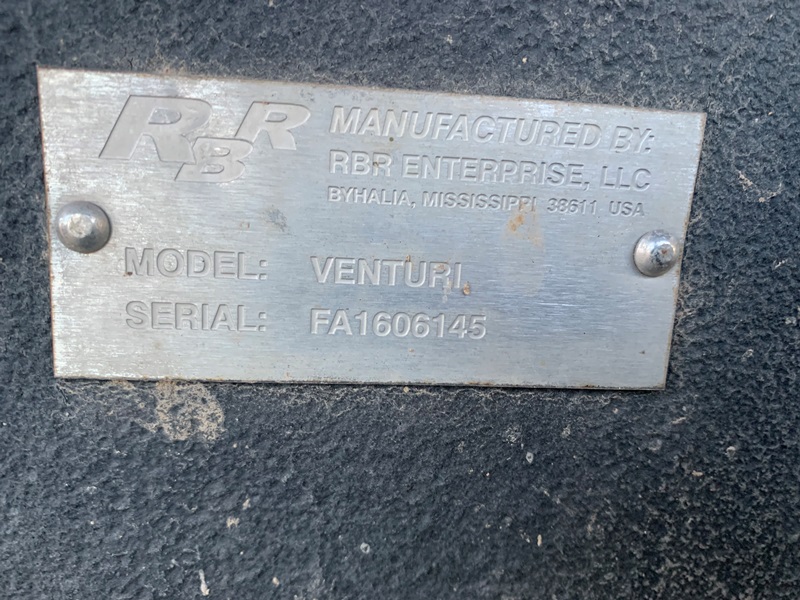 RBR
MANUFACTURED BY:
RBR ENTERPRISE, LLC
BYHALIA, MISSISSIPPI 38611 USA
MODEL: VENTURI
SERIAL: FA1606145